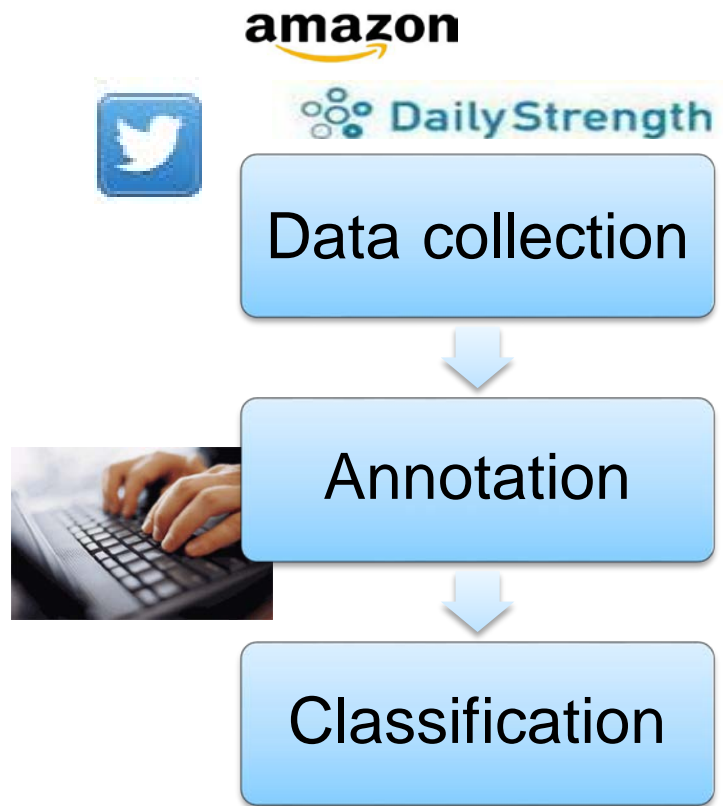 amazon
DailyStrength
Data collection
Annotation
Classification